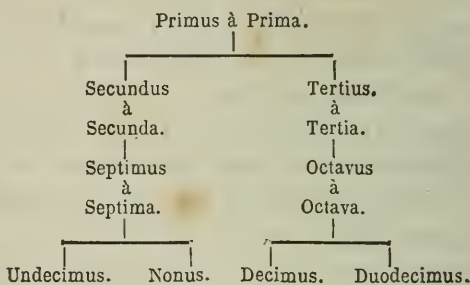 Primus à Prima.
Secundus Tertius.
à à
Secunda. Tertia.
Septimus Octavus
à à
Septima. Octava.
Undecimus. Nonus. Decimus. Duodecimus.